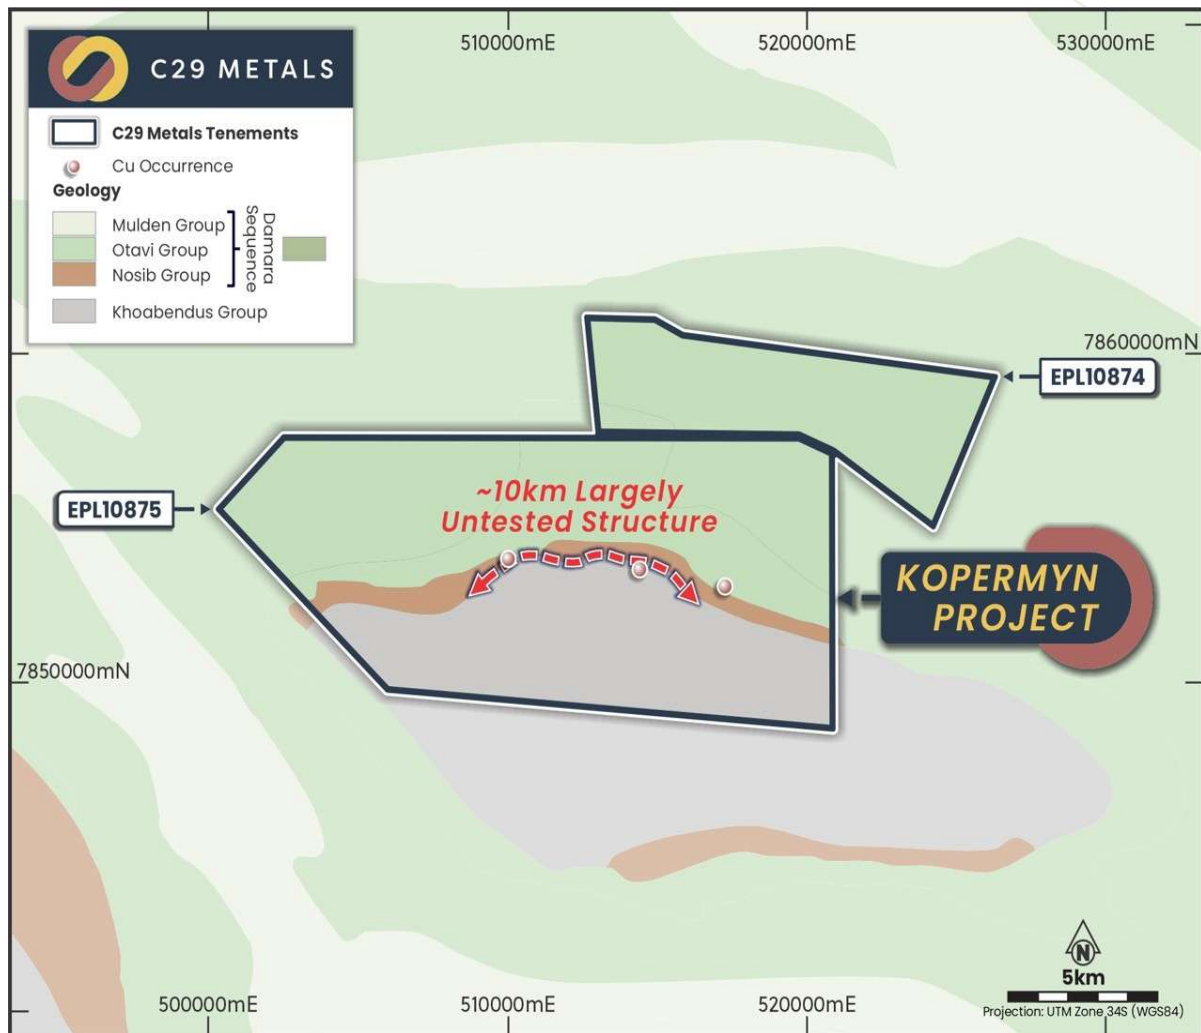 510000mE
520000mE
530000mE
C29 METALS
C29 Metals Tenements
Cu Occurrence
Geology
Mulden Group
Otavi Group
Nosib Group
Damara
Sequence
Khoabendus Group
7860000mN
EPL10874
EPL10875
~10km Largely
Untested Structure
KOPERMYN
PROJECT
7850000mN
N
5km
Projection: UTM Zone 34S (WGS84)
500000mE
510000mE
520000mE